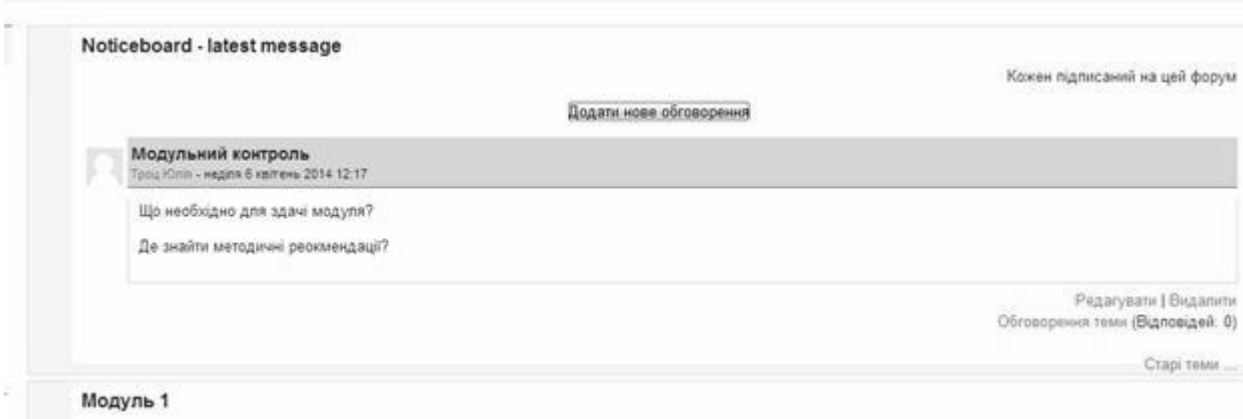 Noticeboard - latest message
Кожен підписаний на цей форум
Додати нове обговорення
Модульний контроль
Троц Юлія - неділя 6 квітень 2014 12:17
Що необхідно для здачі модуля?
Де знайти методичні реокмендації?
Редагувати | Видалити
Обговорення теми (Відповідей: 0)
Старі теми ...
Модуль 1